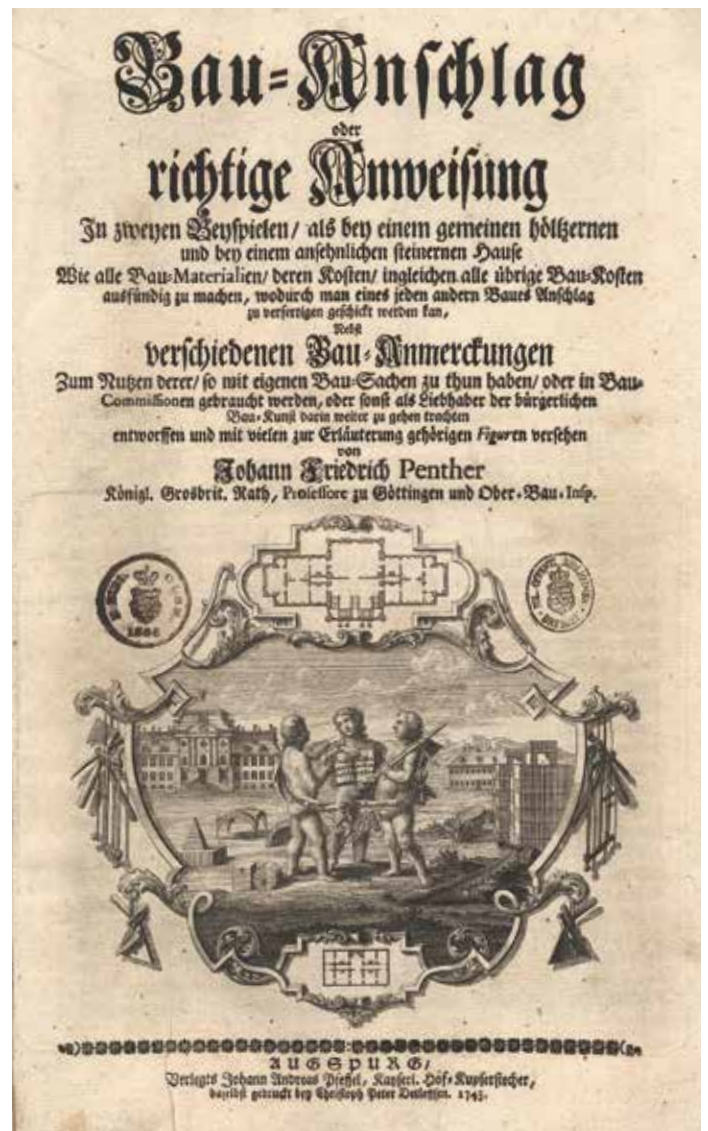 Bau-Anſchlag
oder
richtige Anweiſung
In zweyen Beyſpielen/ als bey einem gemeinen höltzernen
und bey einem anſehnlichen ſteinernen Hauſe
Wie alle Bau-Materialien/ deren Koſten/ ingleichen alle übrige Bau-Koſten
ausfündig zu machen, wodurch man eines jeden andern Baues Anſchlag
zu verfertigen geſchickt werden kan,
Nebſt
verſchiedenen Bau-Anmerckungen
Zum Nutzen derer/ ſo mit eigenen Bau-Sachen zu thun haben/ oder in Bau-
Commiſſionen gebraucht werden, oder ſonſt als Liebhaber der bürgerlichen
Bau-Kunſt darin weiter zu gehen trachten
entworffen und mit vielen zur Erläuterung gehörigen Figuren verſehen
von
Johann Friedrich Penther
Königl. Grosbrit. Rath, Profeſſore zu Göttingen und Ober-Bau-Inſp.
AUGSPURG/
Verlegts Johann Andreas Pfeffel, Kayſerl. Hof-Kupferſtecher,
daſelbſt gedruckt bey Chriſtoph Peter Detleffſen. 1743.